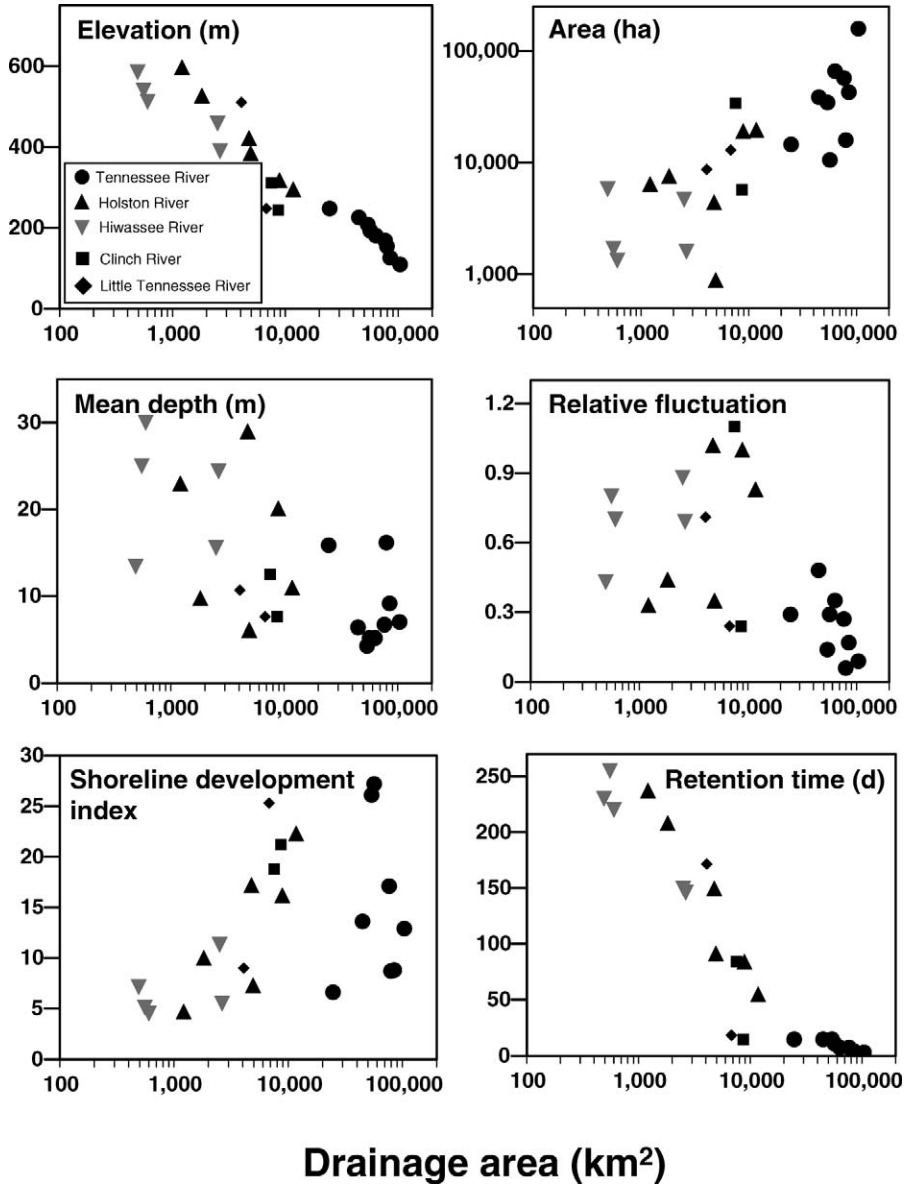 Elevation (m)
600
400
200
0
Tennessee River
Holston River
Hiwassee River
Clinch River
Little Tennessee River
100 1,000 10,000 100,000
Area (ha)
100,000
10,000
1,000
100 1,000 10,000 100,000
Mean depth (m)
30
20
10
0
100 1,000 10,000 100,000
Relative fluctuation
1.2
0.9
0.6
0.3
0
100 1,000 10,000 100,000
Shoreline development
index
30
25
20
15
10
5
0
100 1,000 10,000 100,000
Retention time (d)
250
200
150
100
50
0
100 1,000 10,000 100,000
Drainage area (km²)